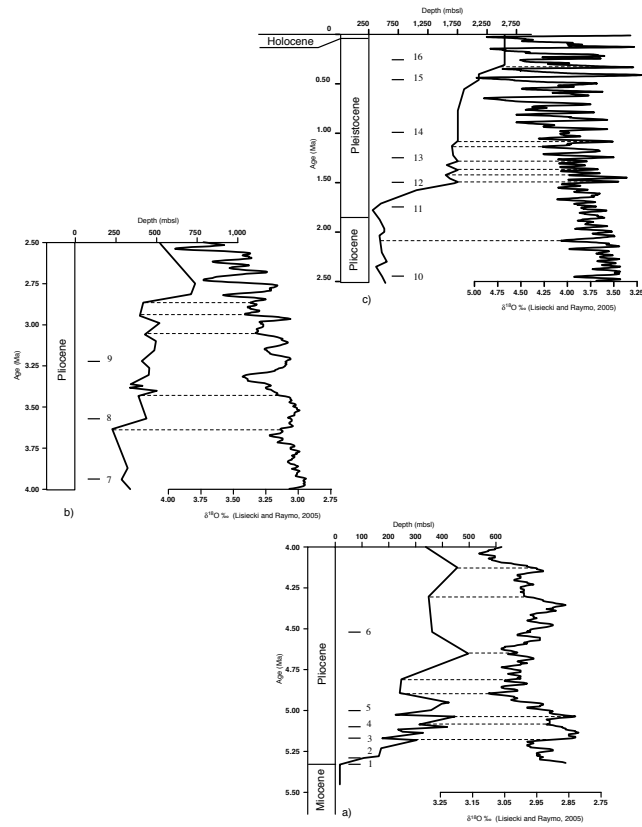 Depth (mbsl)
0 250 750 1,250 1,750 2,250 2,750
Holocene
Pleistocene
Pliocene
Age (Ma)
0.50
1.00
1.50
2.00
2.50
16
15
14
13
12
11
10
c)
5.00 4.75 4.50 4.25 4.00 3.75 3.50 3.25
δ18O ‰ (Lisiecki and Raymo, 2005)
Depth (mbsl)
0 250 500 1,000
Pliocene
Age (Ma)
2.50
2.75
3.00
3.25
3.50
3.75
4.00
9
8
7
b)
4.00 3.75 3.50 3.25 3.00 2.75
δ18O ‰ (Lisiecki and Raymo, 2005)
Depth (mbsl)
0 100 200 300 400 500 600
Pliocene
Miocene
Age (Ma)
4.00
4.25
4.50
4.75
5.00
5.25
5.50
6
5
4
3
2
1
a)
3.25 3.15 3.05 2.95 2.85 2.75
δ18O ‰ (Lisiecki and Raymo, 2005)